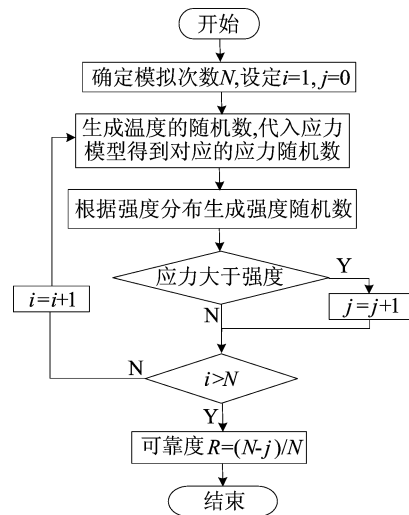 开始
确定模拟次数N,设定i=1, j=0
生成温度的随机数,代入应力
模型得到对应的应力随机数
根据强度分布生成强度随机数
应力大于强度
Y
i=i+1
N
j=j+1
N
i>N
Y
可靠度 R=(N-j)/N
结束